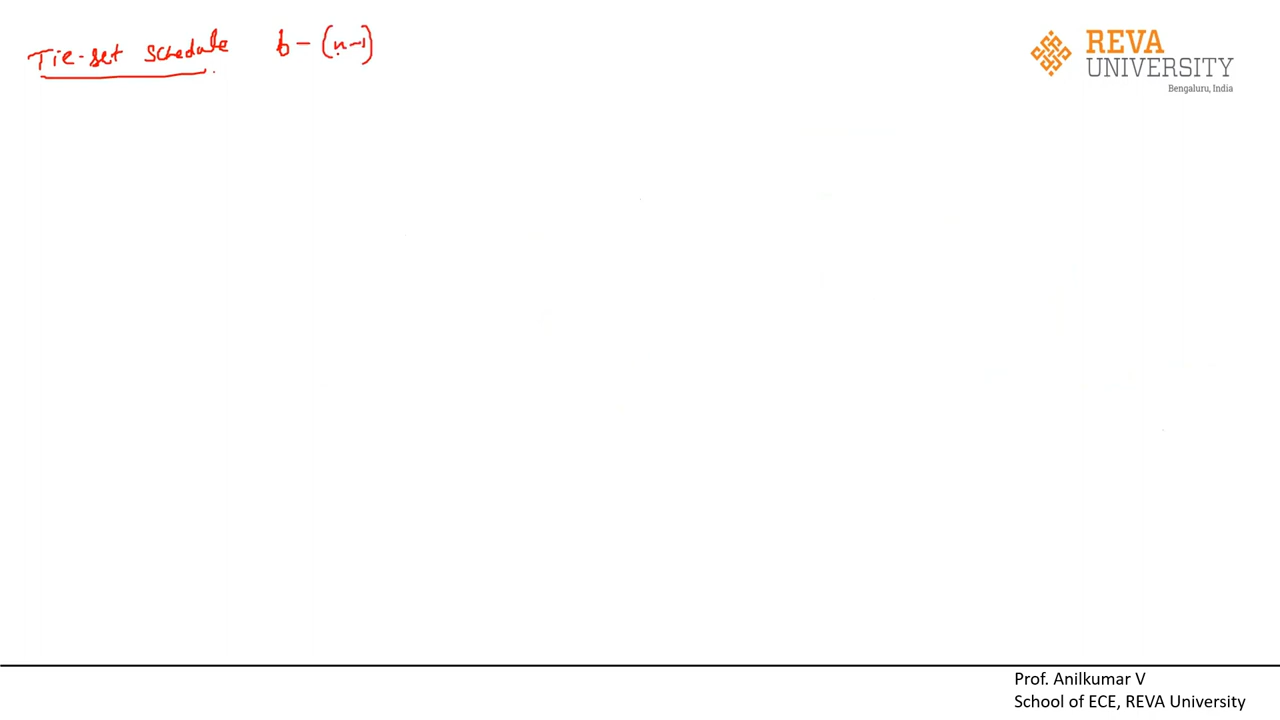 Tie-set schedule b - (n-1)
REVA
UNIVERSITY
Bengaluru, India
Prof. Anilkumar V
School of ECE, REVA University